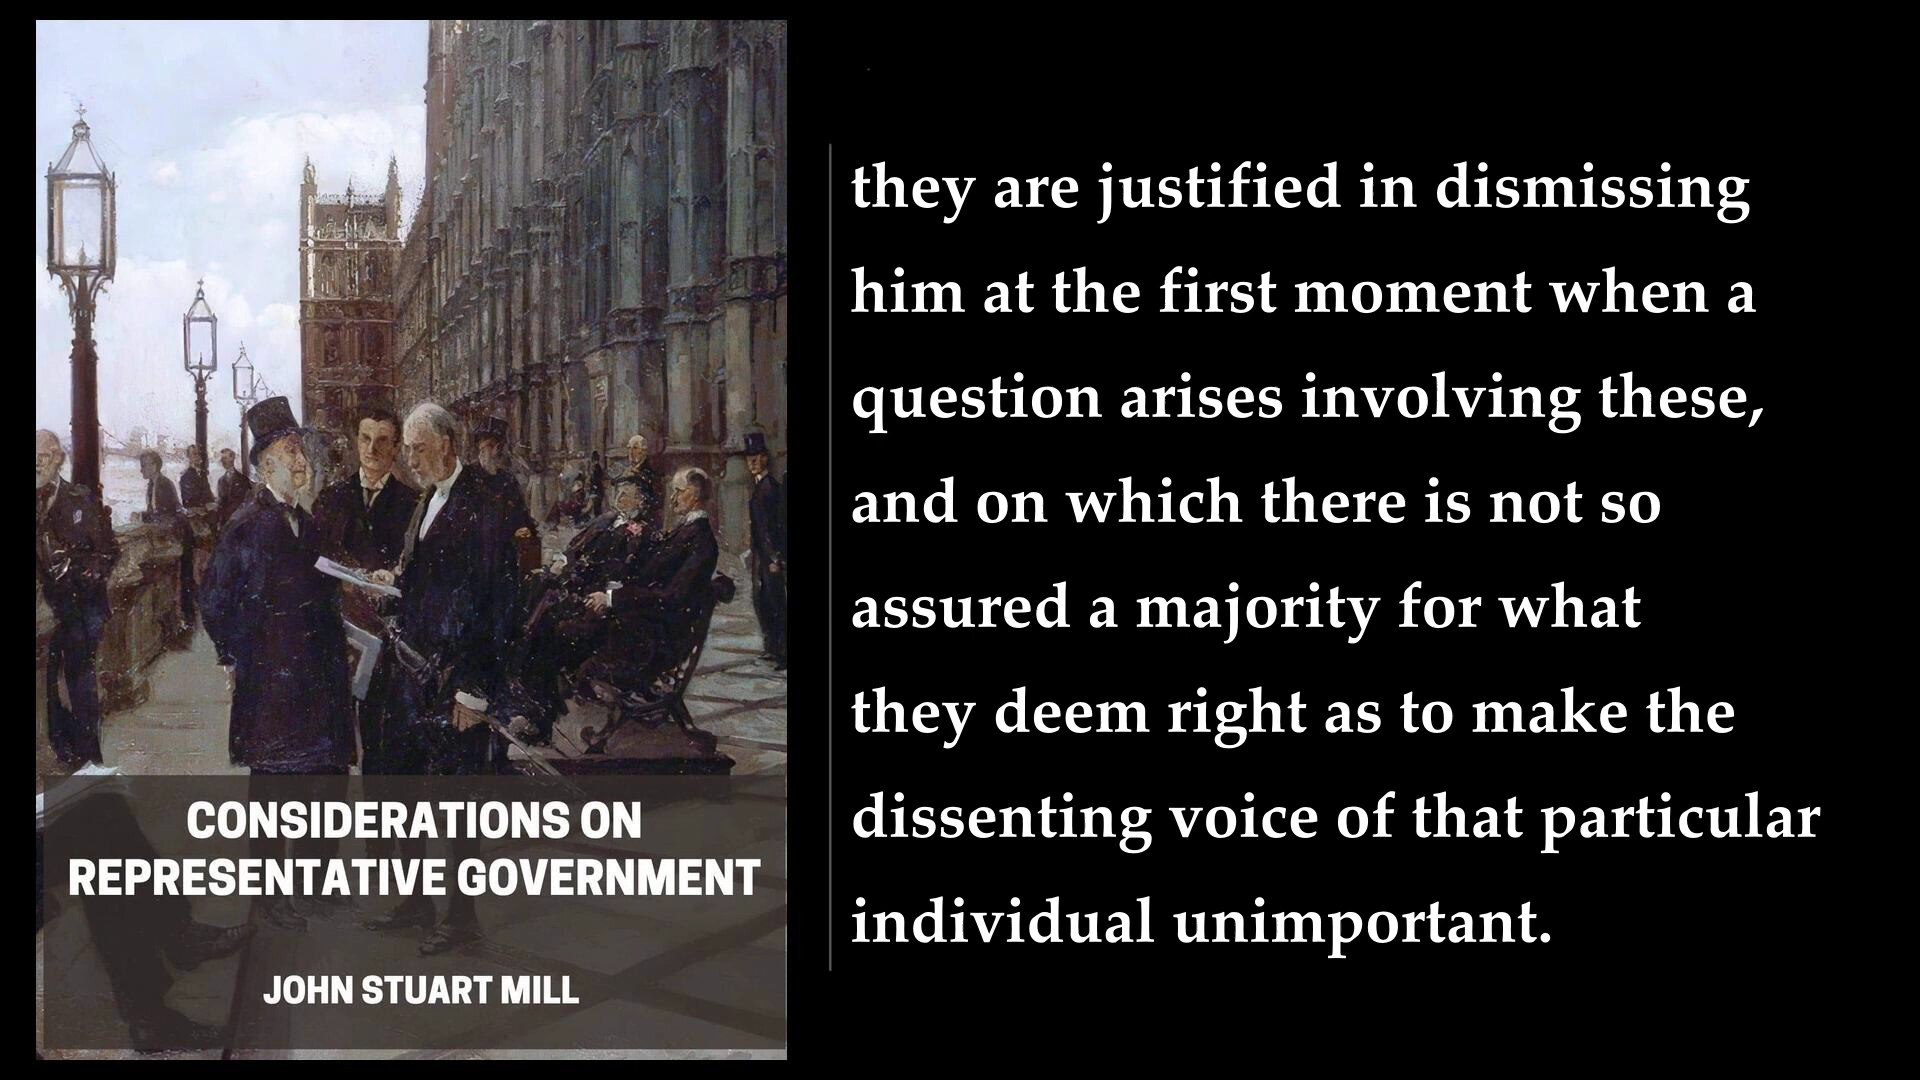 CONSIDERATIONS ON
REPRESENTATIVE GOVERNMENT
JOHN STUART MILL
they are justified in dismissing
him at the first moment when a
question arises involving these,
and on which there is not so
assured a majority for what
they deem right as to make the
dissenting voice of that particular
individual unimportant.